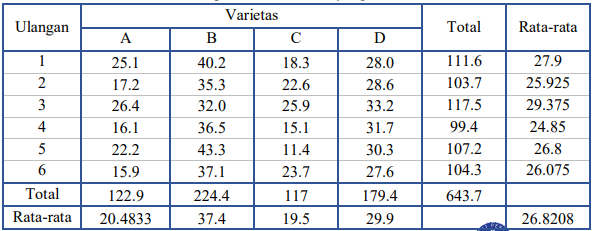 Ulangan Varietas Total Rata-rata
A B C D
1 25.1 40.2 18.3 28.0 111.6 27.9
2 17.2 35.3 22.6 28.6 103.7 25.925
3 26.4 32.0 25.9 33.2 117.5 29.375
4 16.1 36.5 15.1 31.7 99.4 24.85
5 22.2 43.3 11.4 30.3 107.2 26.8
6 15.9 37.1 23.7 27.6 104.3 26.075
Total 122.9 224.4 117 179.4 643.7
Rata-rata 20.4833 37.4 19.5 29.9 26.8208